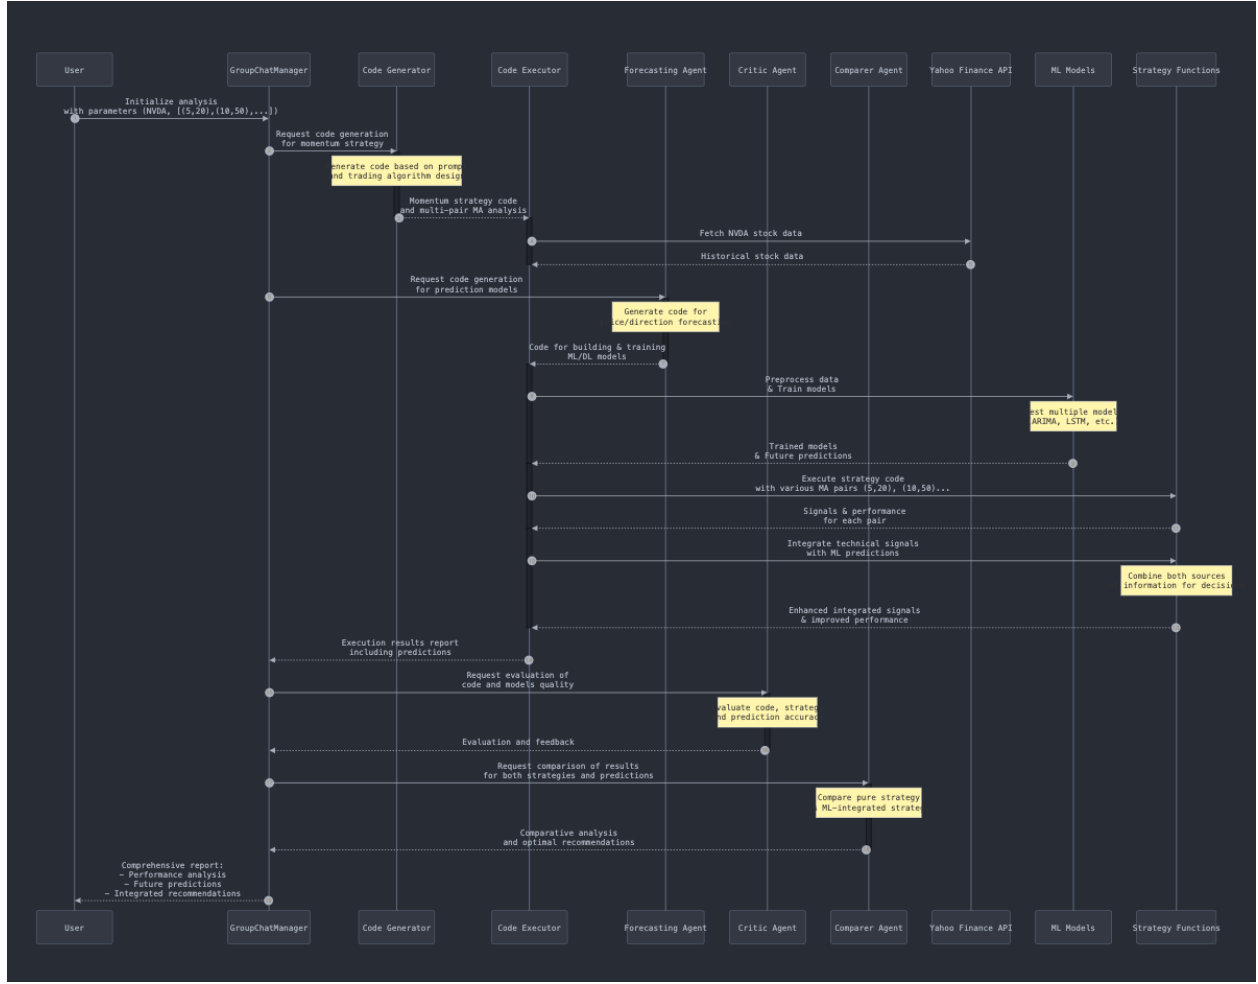 User
GroupChatManager
Code Generator
Code Executor
Forecasting Agent
Critic Agent
Comparer Agent
Yahoo Finance API
ML Models
Strategy Functions
Initialize analysis
with parameters (NVDA, [(5,20),(10,50),...])
Request code generation
for momentum strategy
enerate code based on promp
nd trading algorithm desig
Momentum strategy code
and multi-pair MA analysis
Fetch NVDA stock data
Historical stock data
Request code generation
for prediction models
Generate code for
ice/direction forecasti
Code for building & training
ML/DL models
Preprocess data
& Train models
est multiple model
ARIMA, LSTM, etc.
Trained models
& Future predictions
Execute strategy code
with various MA pairs (5,20), (10,50)...
Signals & performance
for each pair
Integrate technical signals
with ML predictions
Combine both sources
information for decisi
Enhanced integrated signals
& improved performance
Execution results report
including predictions
Request evaluation of
code and models quality
valuate code, strateg
nd prediction accurac
Evaluation and feedback
Request comparison of results
for both strategies and predictions
Compare pure strategy
ML-integrated strate
Comparative analysis
and optimal recommendations
Comprehensive report:
- Performance analysis
- Future predictions
- Integrated recommendations
User
GroupChatManager
Code Generator
Code Executor
Forecasting Agent
Critic Agent
Comparer Agent
Yahoo Finance API
ML Models
Strategy Functions